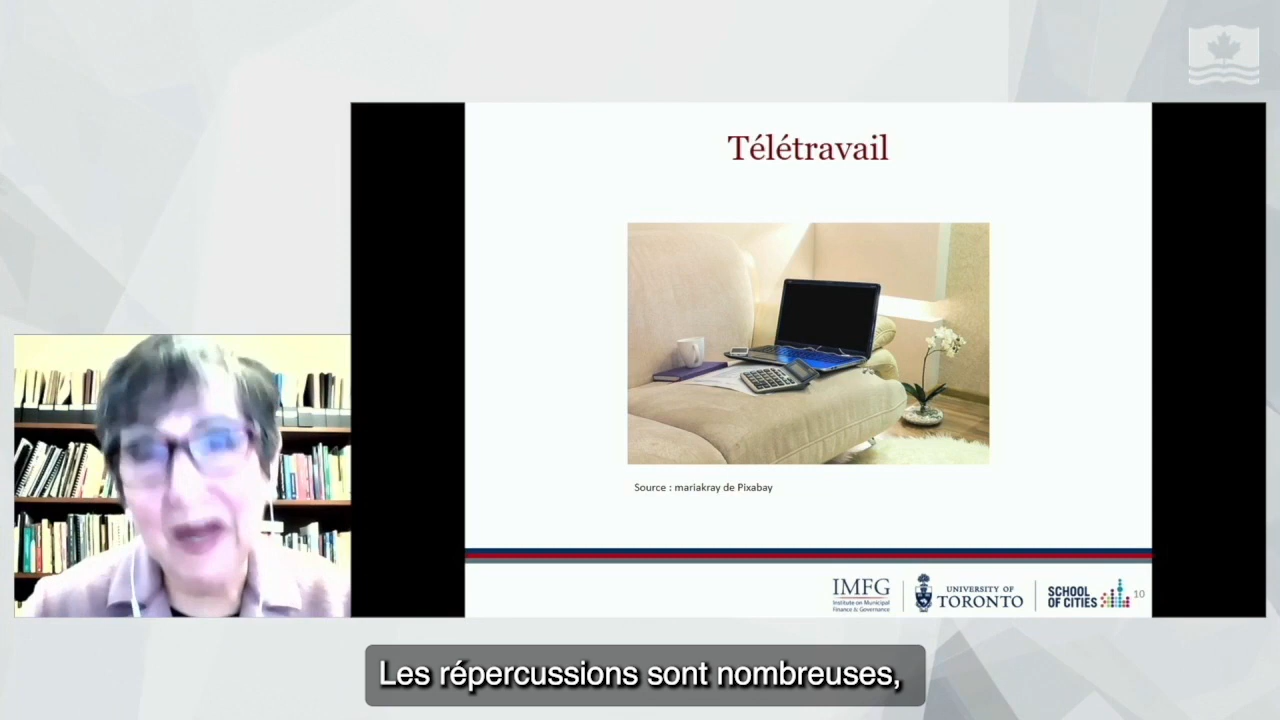 Télétravail
Source : mariakray de Pixabay
IMFG
Institute on Municipal
Finance & Governance
UNIVERSITY OF
TORONTO
SCHOOL
OF CITIES
10
Les répercussions sont nombreuses,